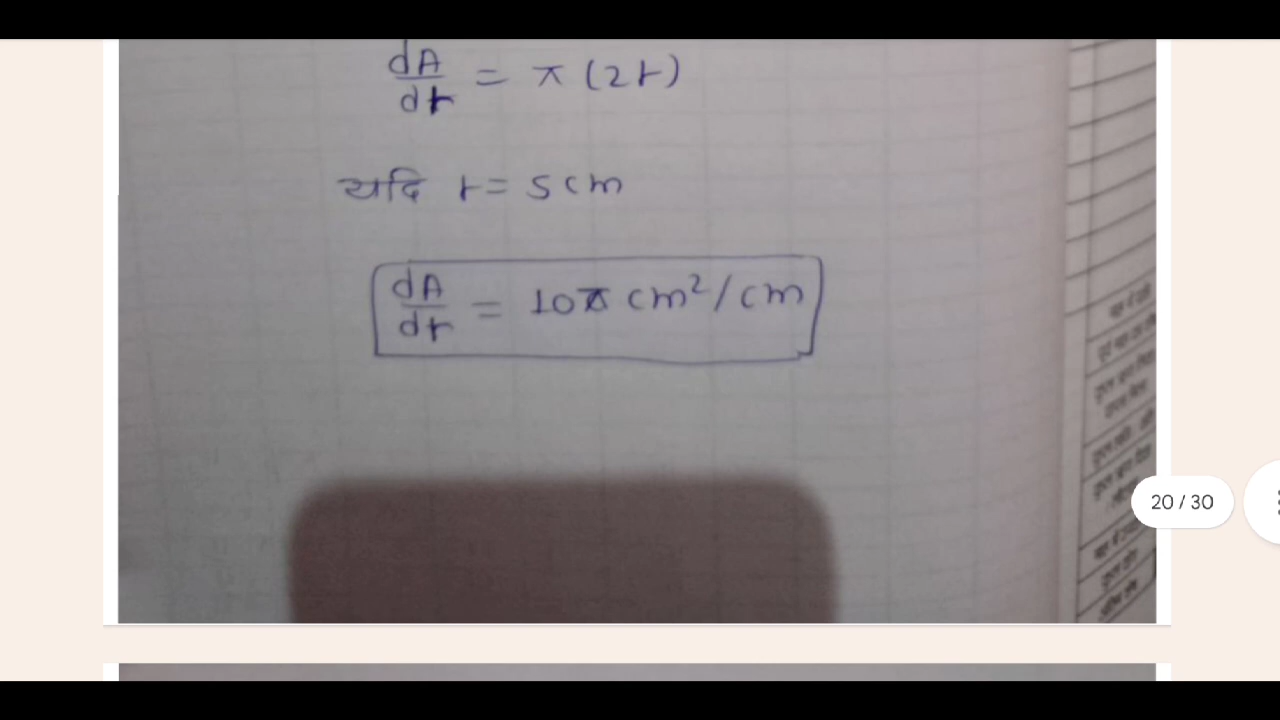 dA/dr = π (2r)
यदि r = 5 cm
dA/dr = 10π cm²/cm
20 / 30